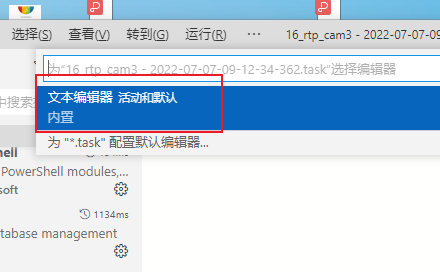 选择(S) 查看(V) 转到(G) 运行(R) ··· 16_rtp_cam3 - 2022-07-07-09
为"16_rtp_cam3 - 2022-07-07-09-12-34-362.task"选择编辑器
文本编辑器 活动和默认
内置
为 "*.task" 配置默认编辑器...
中搜索
hell
PowerShell modules,...
soft
1134ms
tabase management